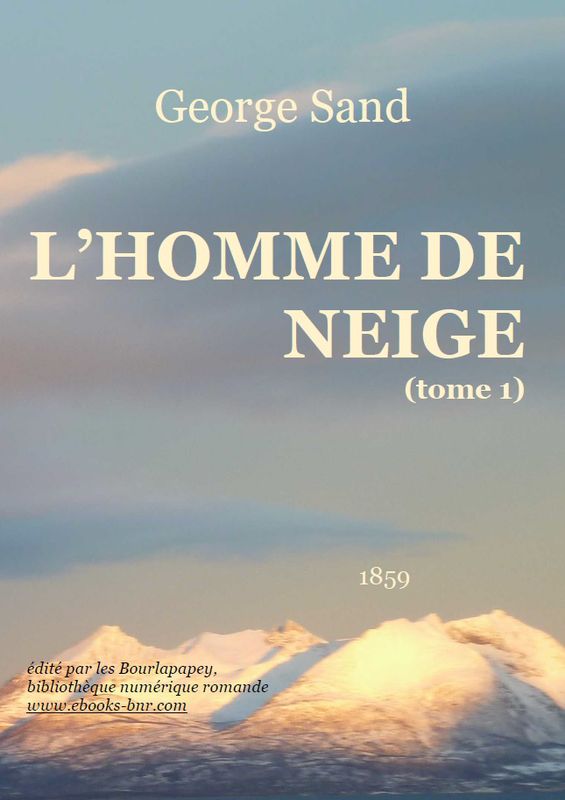 George Sand
L’HOMME DE
NEIGE
(tome 1)
1859
édité par les Bourlapapey,
bibliothèque numérique romande
www.ebooks-bnr.com